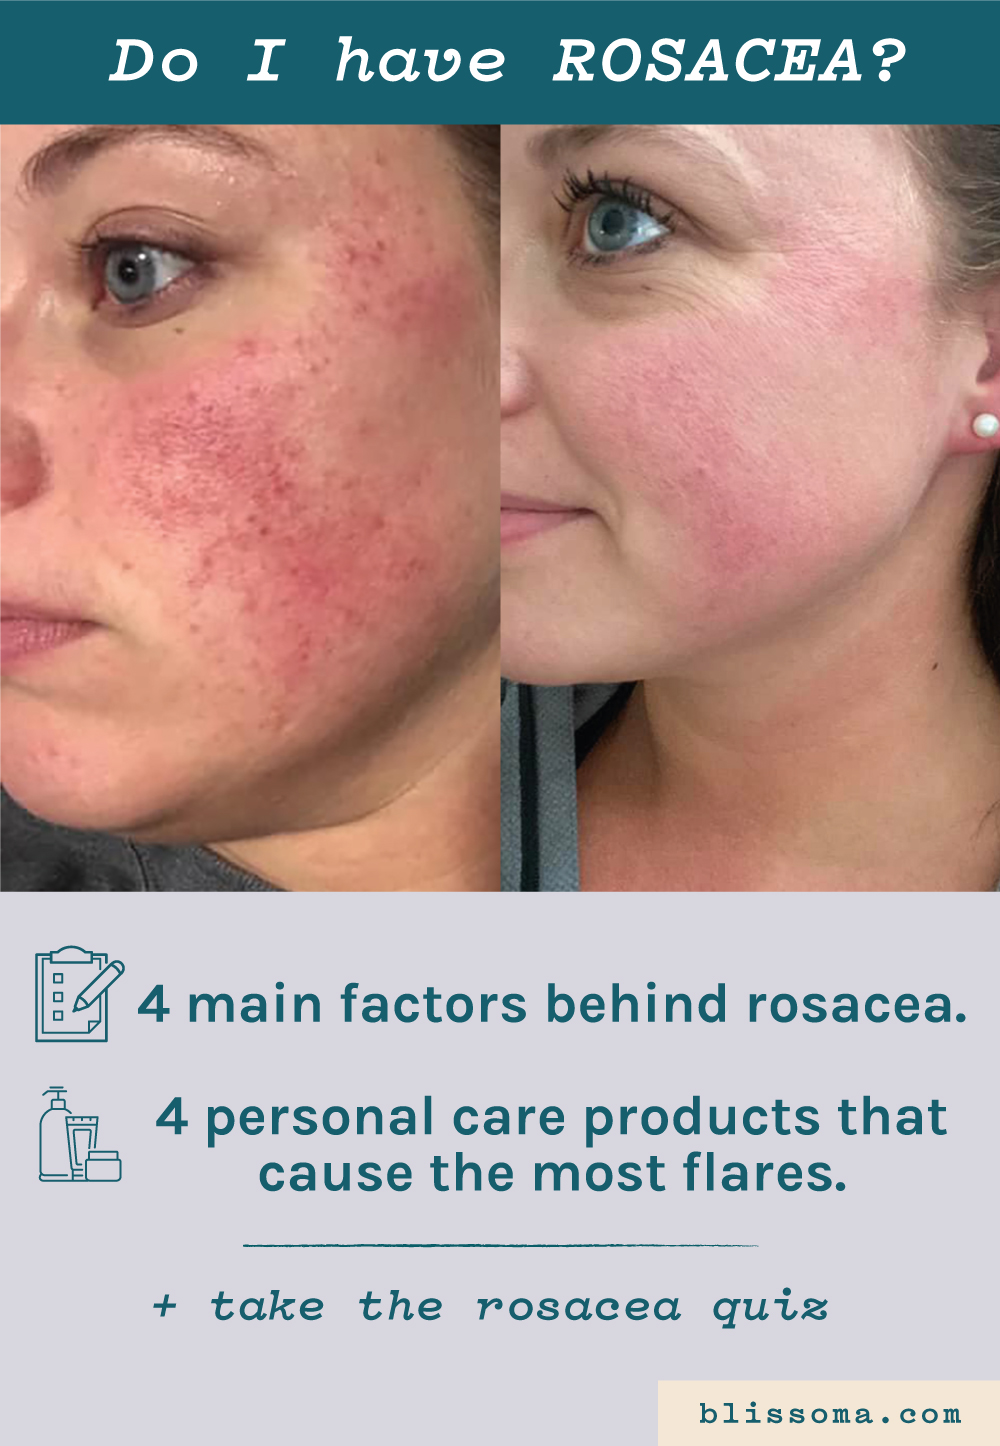 Do I have ROSACEA?
4 main factors behind rosacea.
4 personal care products that
cause the most flares.
+ take the rosacea quiz
blissoma.com